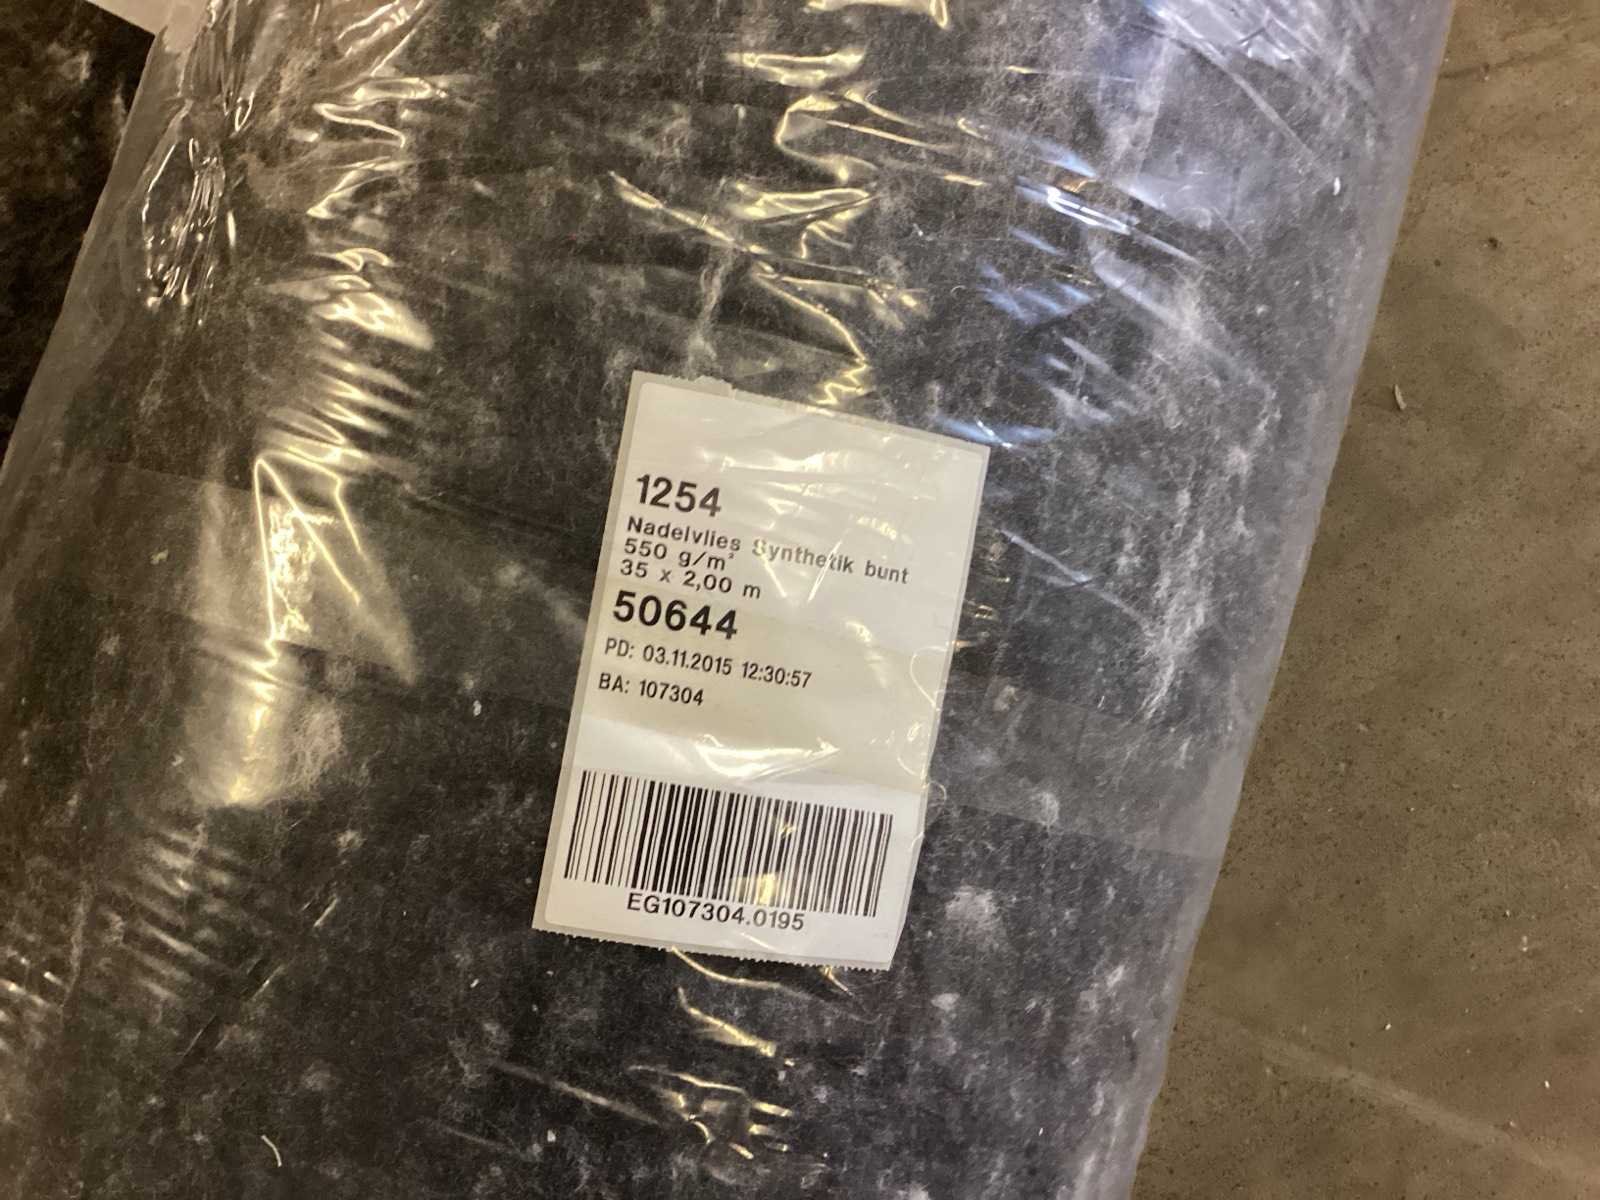 1254
Nadelvlies Synthetik bunt
550 g/m²
35 x 2,00 m
50644
PD: 03.11.2015 12:30:57
BA: 107304
EG107304.0195